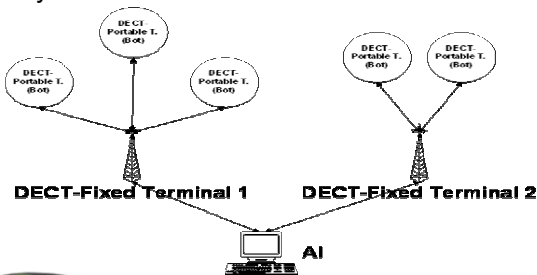 DECT-
Portable T.
(Bot)
DECT-
Portable T.
(Bot)
DECT-
Portable T.
(Bot)
DECT-
Portable T.
(Bot)
DECT-
Portable T.
(Bot)
DECT-Fixed Terminal 1
DECT-Fixed Terminal 2
AI